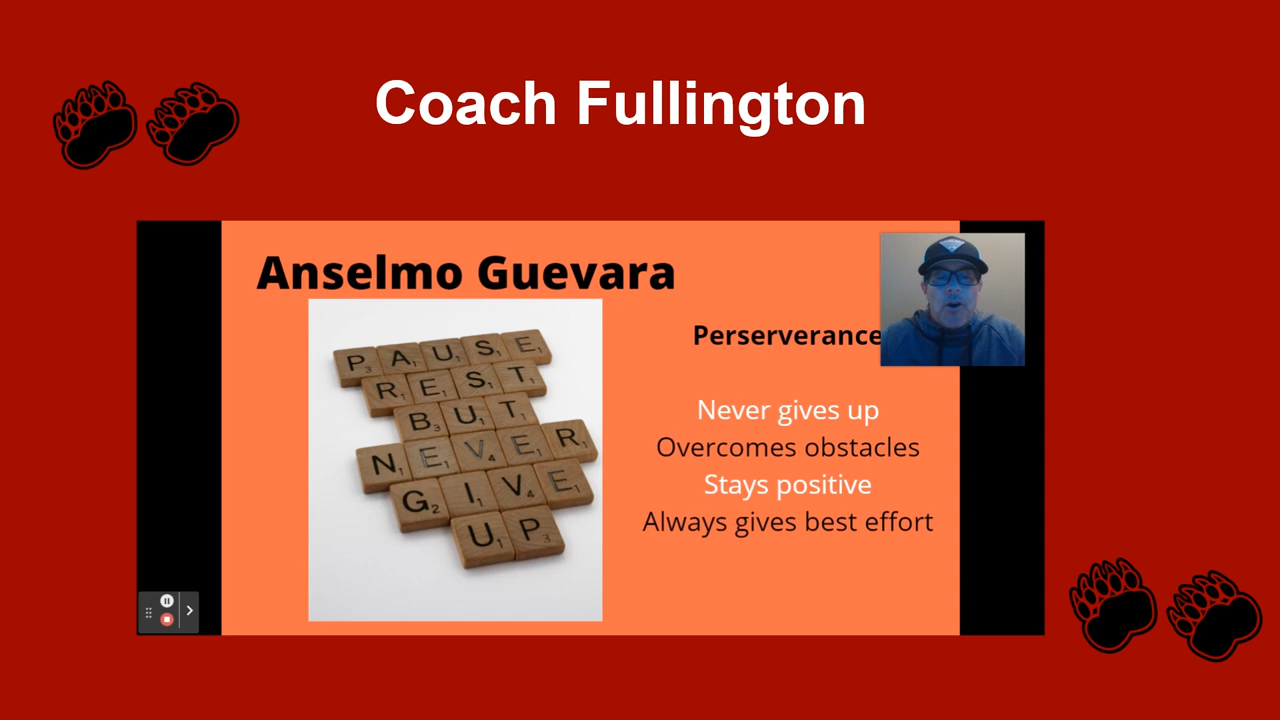 Coach Fullington
Anselmo Guevara
PAUSE
REST
BUT
NEVER
GIVE
UP
Perserverance
Never gives up
Overcomes obstacles
Stays positive
Always gives best effort